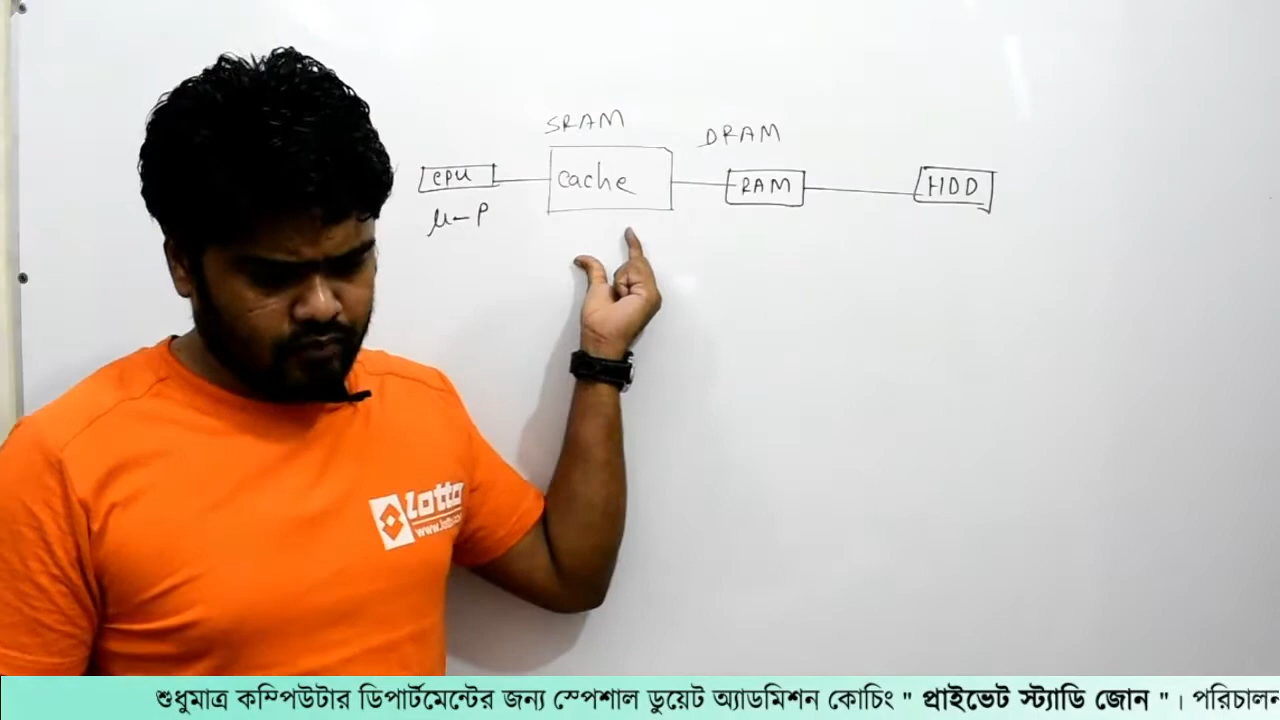 SRAM
DRAM
CPU
cache
RAM
HDD
μ-P
lotto
শুধুমাত্র কম্পিউটার ডিপার্টমেন্টের জন্য স্পেশাল ডুয়েট অ্যাডমিশন কোচিং " প্রাইভেট স্ট্যাডি জোন " । পরিচালন